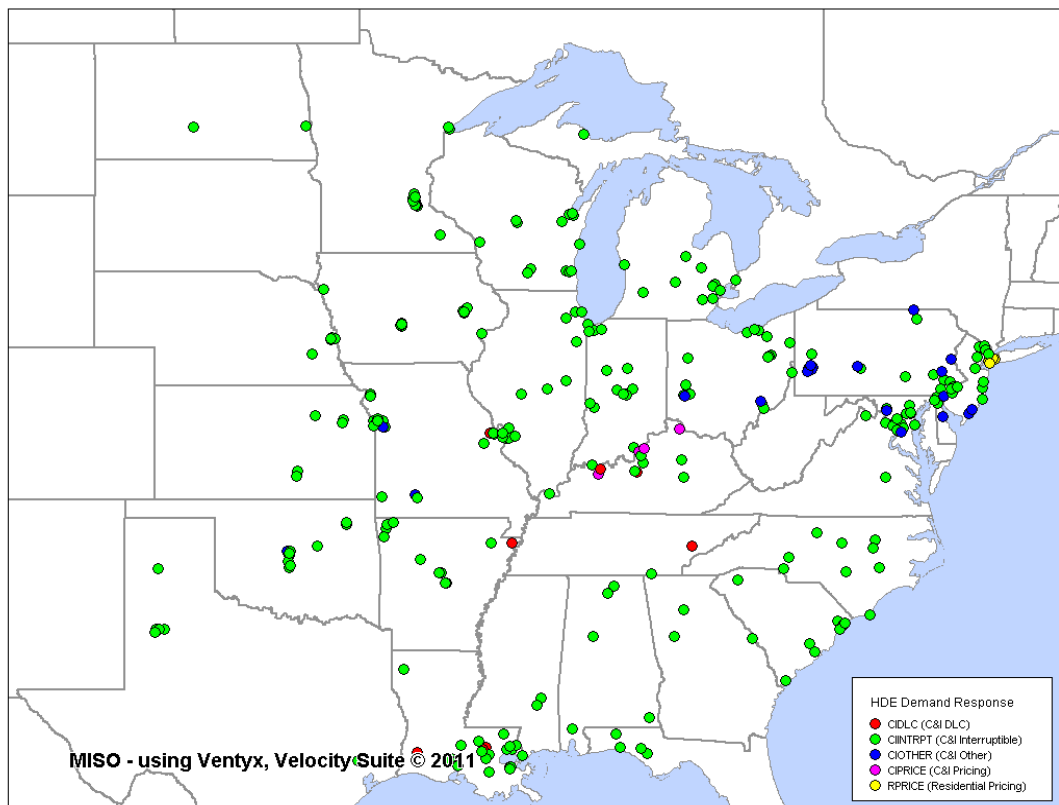 HDE Demand Response
CIDLC (C&I DLC)
CIINTRPT (C&I Interruptible)
CIOTHER (C&I Other)
CIPRICE (C&I Pricing)
RPRICE (Residential Pricing)
MISO - using Ventyx, Velocity Suite © 2011